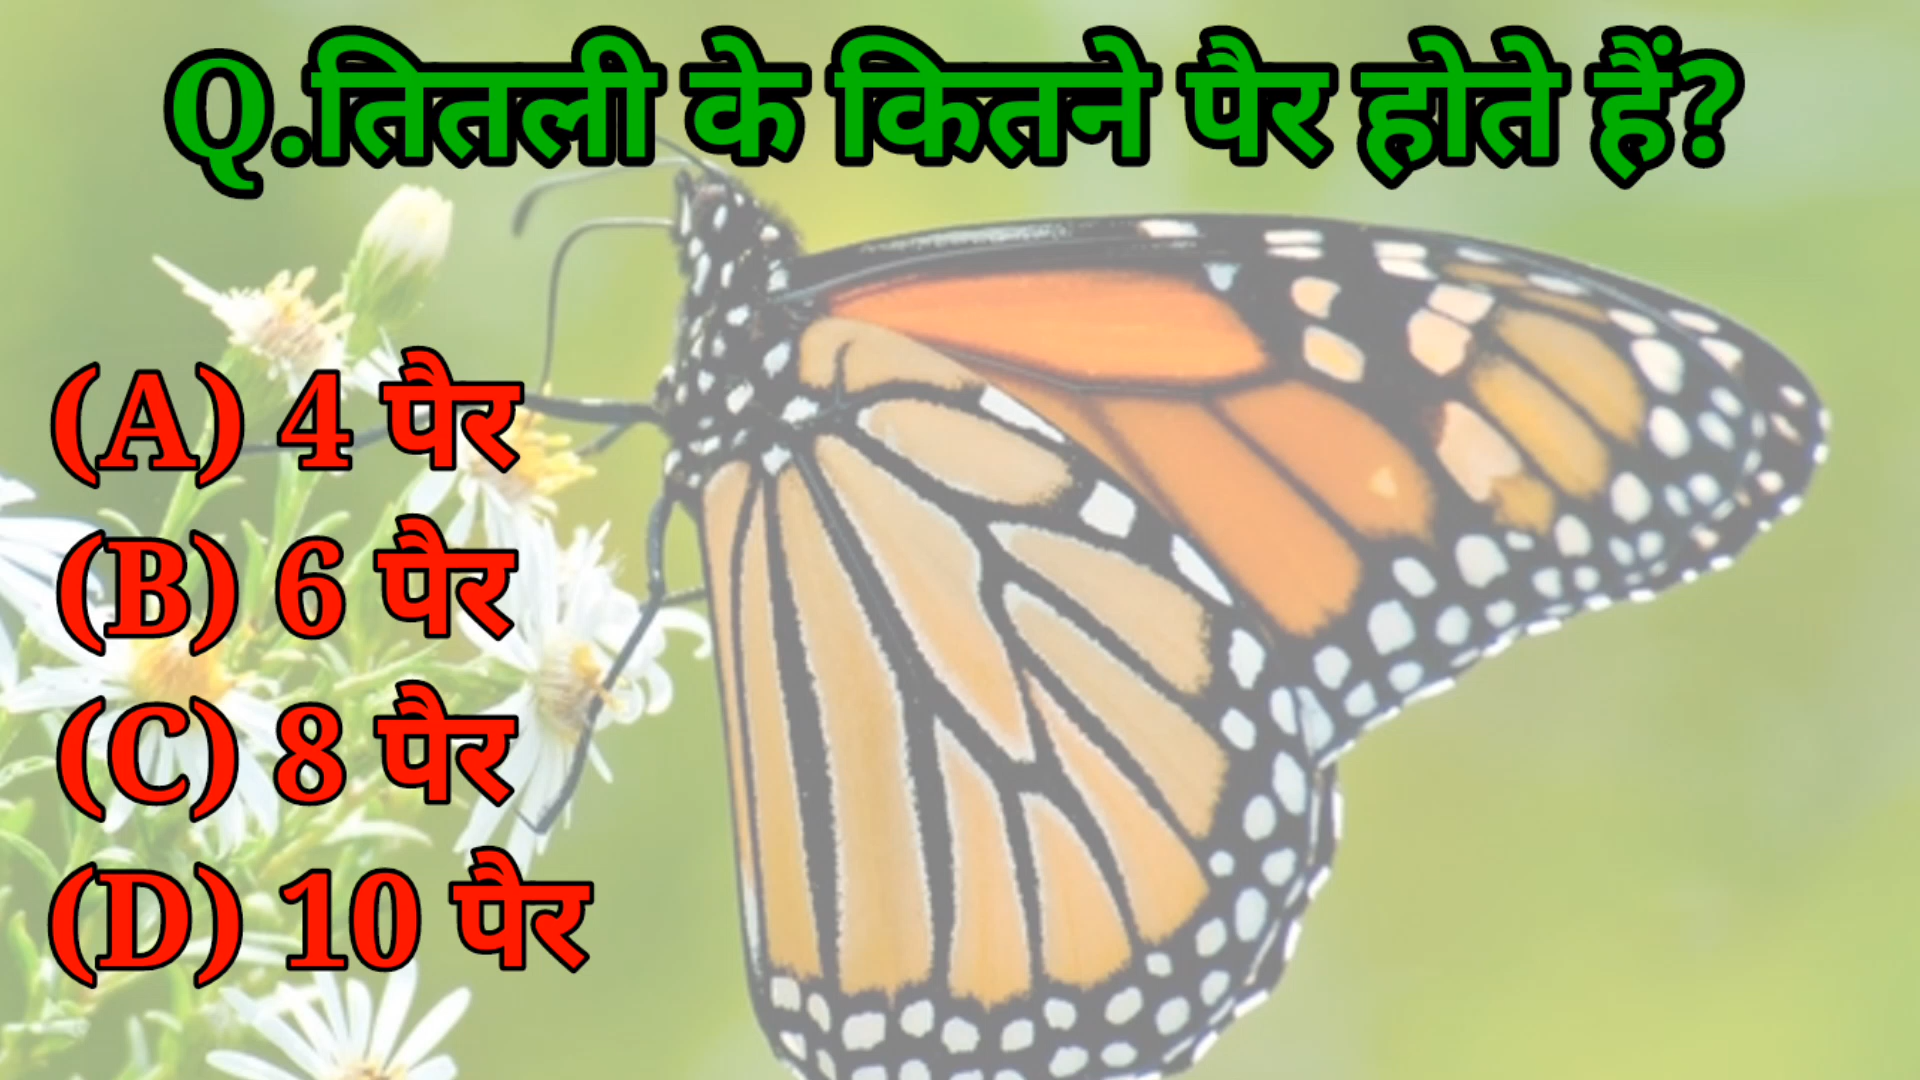 Q.तितली के कितने पैर होते हैं?
(A) 4 पैर
(B) 6 पैर
(C) 8 पैर
(D) 10 पैर